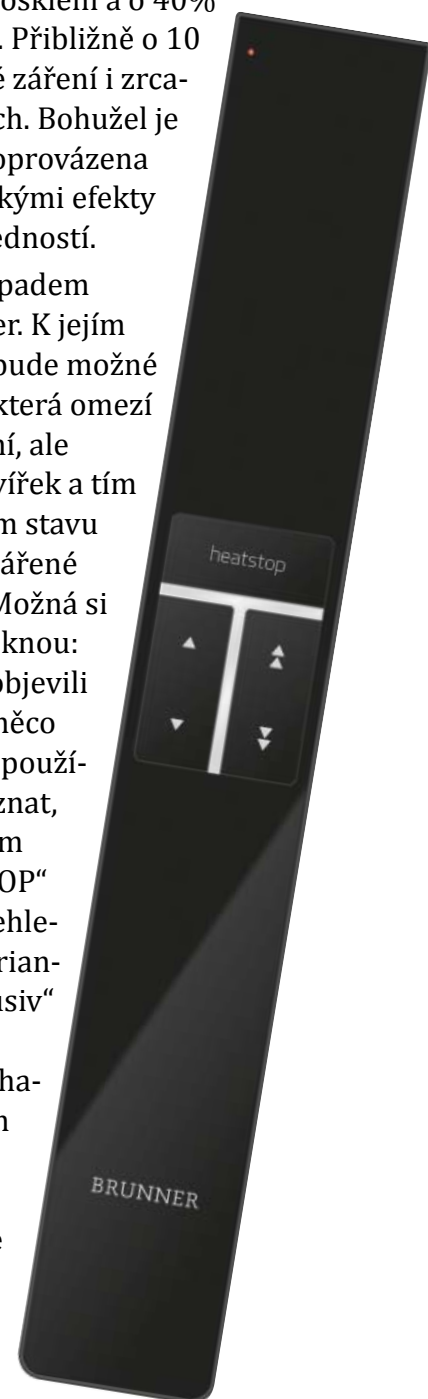 osklem a o 40%
. Přibližně o 10
é záření i zrca-
ch. Bohužel je
oprovázena
kými efekty
edností.
padem
er. K jejím
bude možné
která omezí
ní, ale
vířek a tím
m stavu
ářené
Možná si
knou:
objevili
něco
použí-
znat,
m
OP“
ehle-
rian-
usiv“
ha-
e
heatstop
BRUNNER